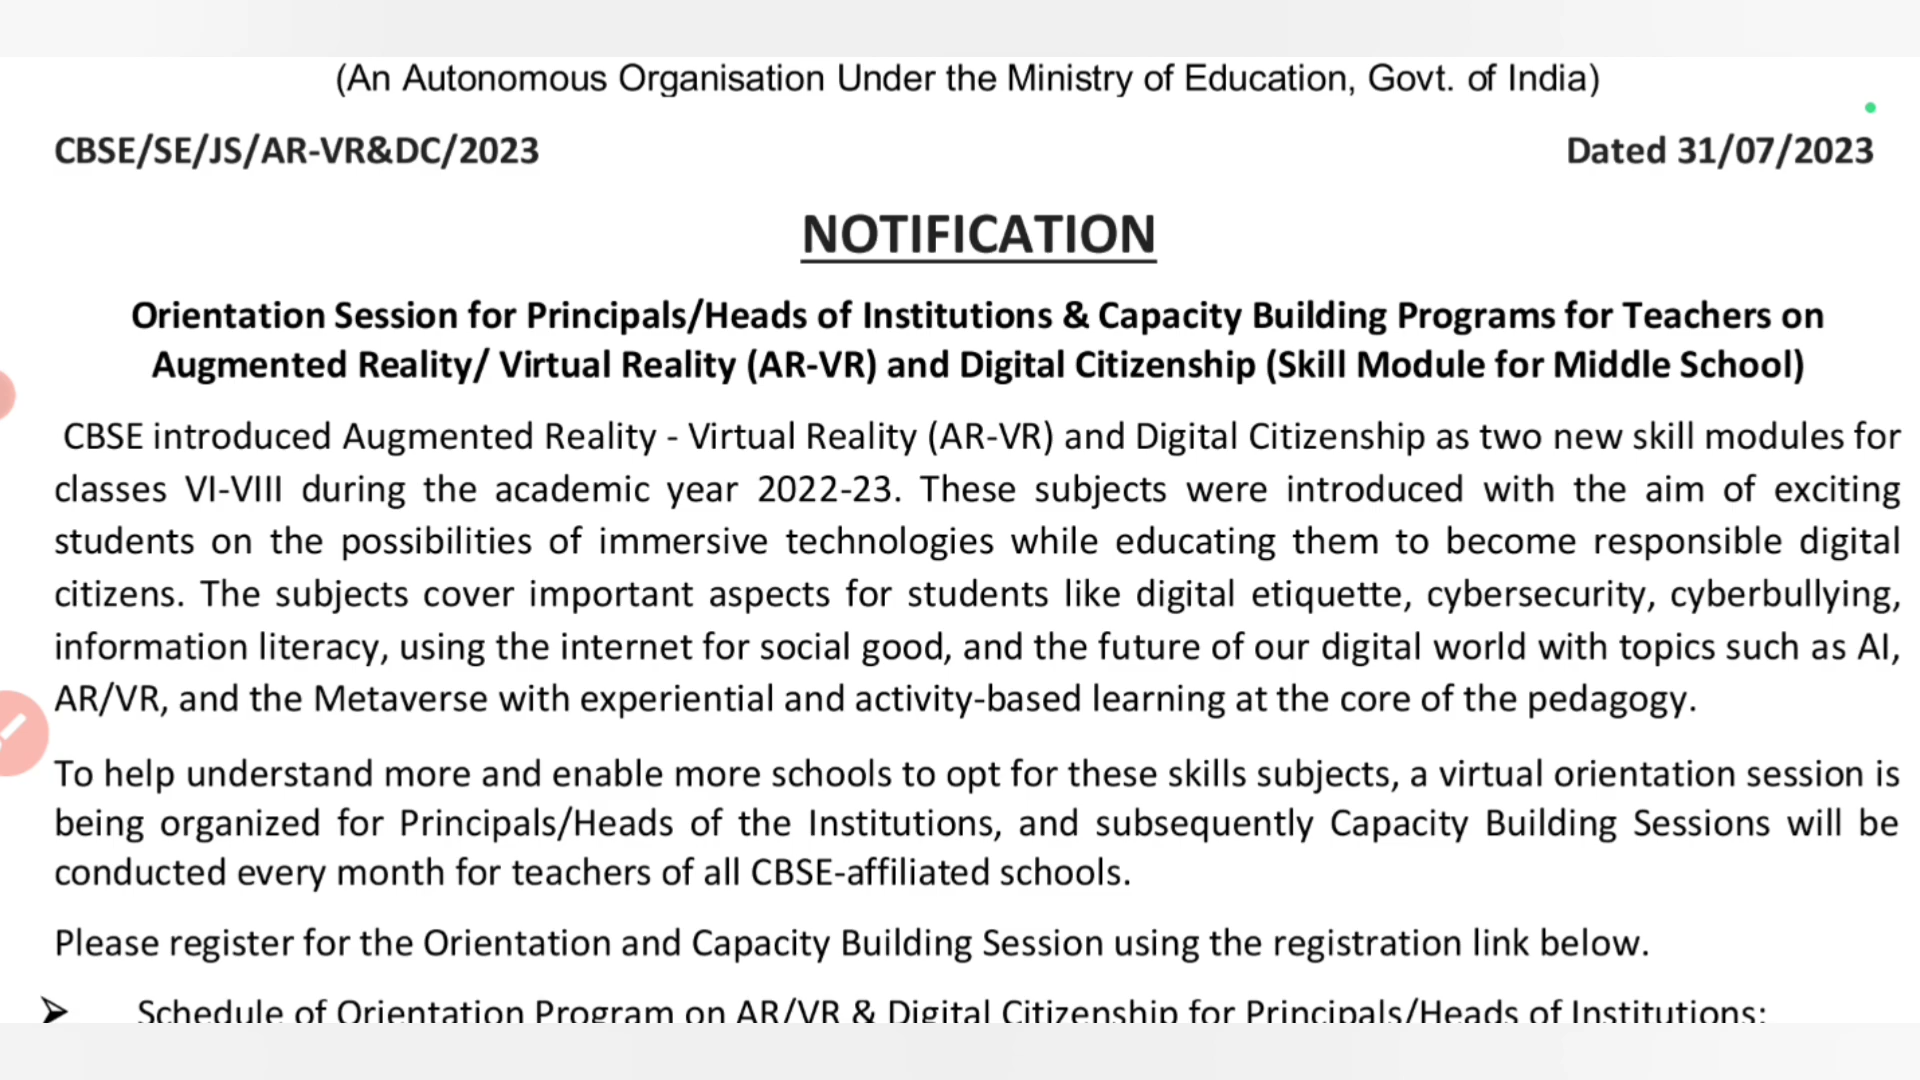 (An Autonomous Organisation Under the Ministry of Education, Govt. of India)
CBSE/SE/JS/AR-VR&DC/2023 Dated 31/07/2023
NOTIFICATION
Orientation Session for Principals/Heads of Institutions & Capacity Building Programs for Teachers on
Augmented Reality/ Virtual Reality (AR-VR) and Digital Citizenship (Skill Module for Middle School)
CBSE introduced Augmented Reality - Virtual Reality (AR-VR) and Digital Citizenship as two new skill modules for
classes VI-VIII during the academic year 2022-23. These subjects were introduced with the aim of exciting
students on the possibilities of immersive technologies while educating them to become responsible digital
citizens. The subjects cover important aspects for students like digital etiquette, cybersecurity, cyberbullying,
information literacy, using the internet for social good, and the future of our digital world with topics such as AI,
AR/VR, and the Metaverse with experiential and activity-based learning at the core of the pedagogy.
To help understand more and enable more schools to opt for these skills subjects, a virtual orientation session is
being organized for Principals/Heads of the Institutions, and subsequently Capacity Building Sessions will be
conducted every month for teachers of all CBSE-affiliated schools.
Please register for the Orientation and Capacity Building Session using the registration link below.
➢ Schedule of Orientation Program on AR/VR & Digital Citizenship for Principals/Heads of Institutions: